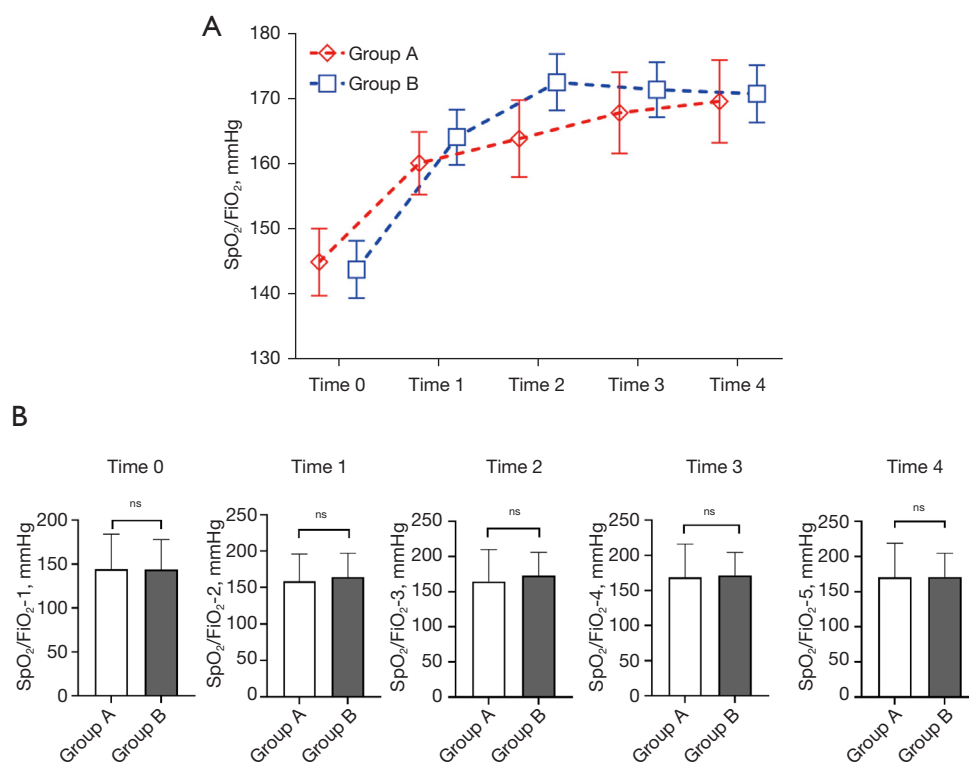 A
180
170
160
150
140
130
SpO₂/FiO₂, mmHg
Group A
Group B
Time 0 Time 1 Time 2 Time 3 Time 4
B
Time 0
SpO₂/FiO₂-1, mmHg
200
150
100
50
0
ns
Group A
Group B
Time 1
SpO₂/FiO₂-2, mmHg
250
200
150
100
50
0
ns
Group A
Group B
Time 2
SpO₂/FiO₂-3, mmHg
250
200
150
100
50
0
ns
Group A
Group B
Time 3
SpO₂/FiO₂-4, mmHg
250
200
150
100
50
0
ns
Group A
Group B
Time 4
SpO₂/FiO₂-5, mmHg
250
200
150
100
50
0
ns
Group A
Group B